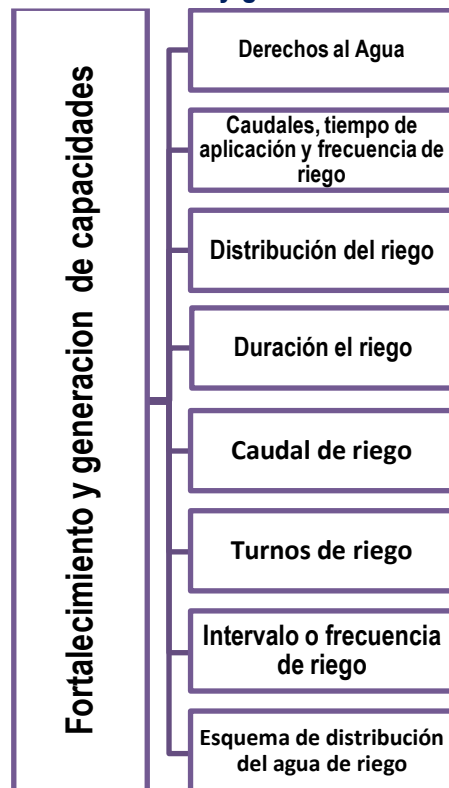 Fortalecimiento y generacion de capacidades
Derechos al Agua
Caudales, tiempo de
aplicación y frecuencia de
riego
Distribución del riego
Duración el riego
Caudal de riego
Turnos de riego
Intervalo o frecuencia
de riego
Esquema de distribución
del agua de riego